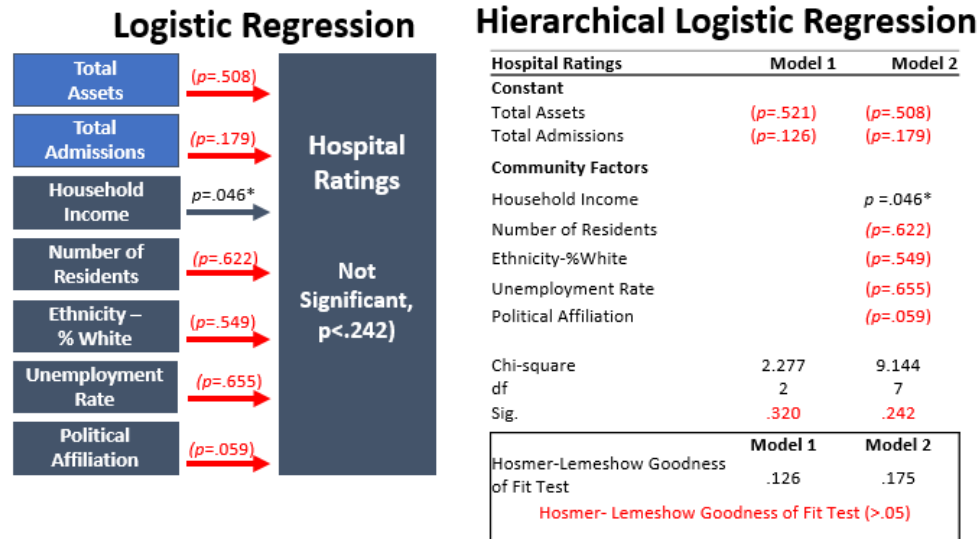 Logistic Regression
Total
Assets
(p=.508)
Total
Admissions
(p=.179)
Household
Income
p=.046*
Number of
Residents
(p=.622)
Ethnicity –
% White
(p=.549)
Unemployment
Rate
(p=.655)
Political
Affiliation
(p=.059)
Hospital
Ratings
Not
Significant,
p<.242)
Hierarchical Logistic Regression
Hospital Ratings Model 1 Model 2
Constant
Total Assets (p=.521) (p=.508)
Total Admissions (p=.126) (p=.179)
Community Factors
Household Income p =.046*
Number of Residents (p=.622)
Ethnicity-%White (p=.549)
Unemployment Rate (p=.655)
Political Affiliation (p=.059)
Chi-square 2.277 9.144
df 2 7
Sig. .320 .242
Model 1 Model 2
Hosmer-Lemeshow Goodness
of Fit Test .126 .175
Hosmer- Lemeshow Goodness of Fit Test (>.05)